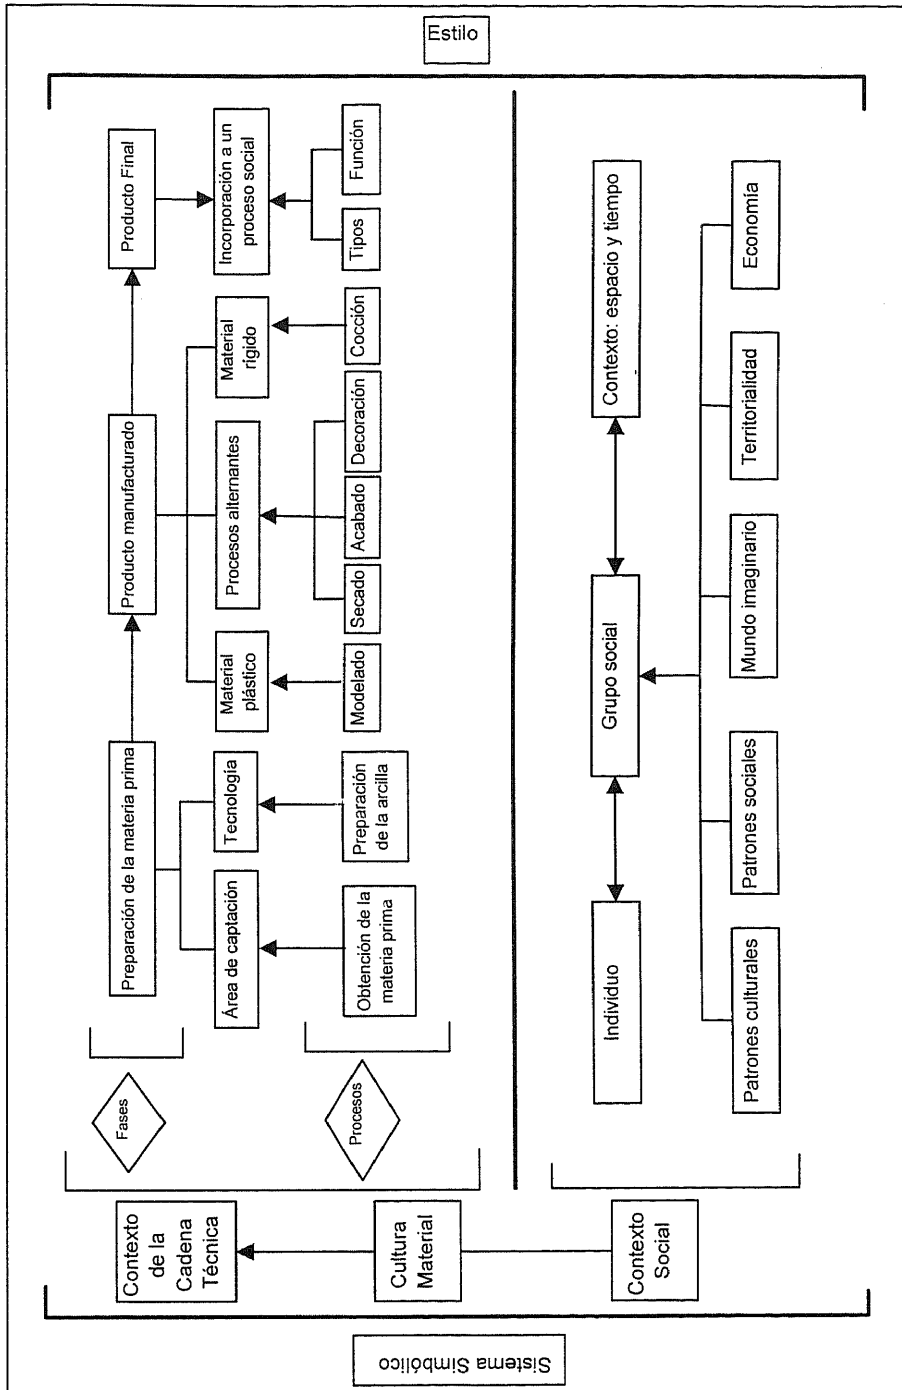 Estilo
Sistema Simbólico
Contexto
de la
Cadena
Técnica
Cultura
Material
Contexto
Social
Fases
Procesos
Preparación de la materia prima
Producto manufacturado
Producto Final
Área de captación
Tecnología
Material
plástico
Procesos alternantes
Material
rígido
Incorporación a un
proceso social
Obtención de la
materia prima
Preparación
de la arcilla
Modelado
Secado
Acabado
Decoración
Cocción
Tipos
Función
Individuo
Grupo social
Contexto: espacio y tiempo
Patrones culturales
Patrones sociales
Mundo imaginario
Territorialidad
Economía